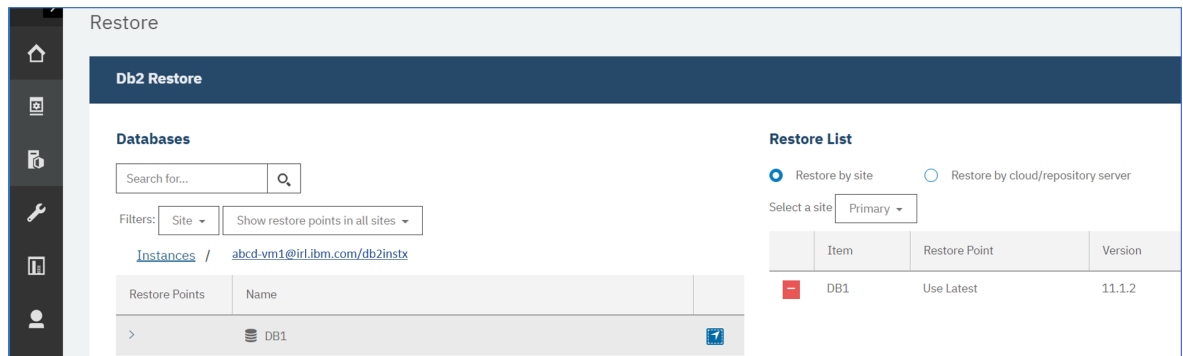 Restore
Db2 Restore
Databases
Search for...
Filters: Site Show restore points in all sites
Instances / abcd-vm1@irl.ibm.com/db2instx
Restore Points Name
DB1
Restore List
Restore by site Restore by cloud/repository server
Select a site Primary
Item Restore Point Version
DB1 Use Latest 11.1.2